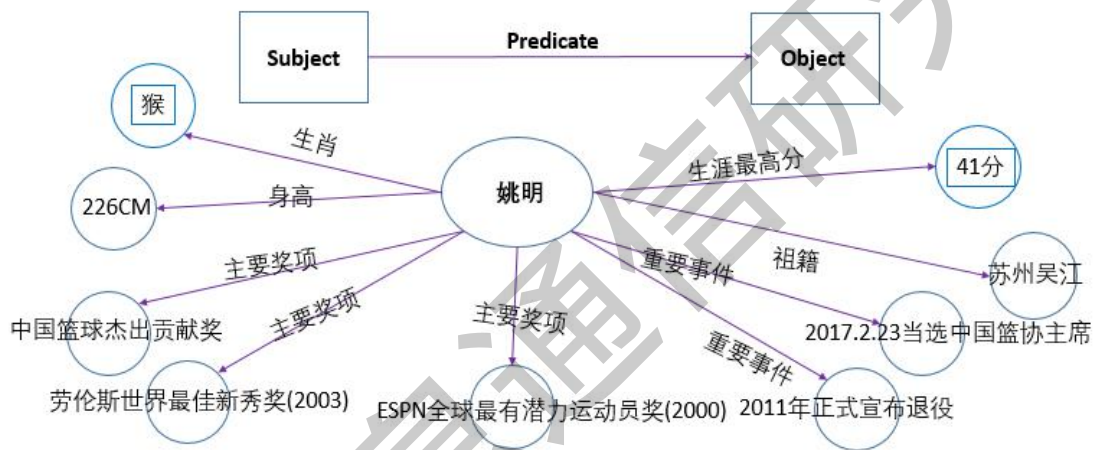 Subject
Predicate
Object
猴
生肖
226CM
身高
姚明
生涯最高分
41分
祖籍
苏州吴江
主要奖项
中国篮球杰出贡献奖
主要奖项
劳伦斯世界最佳新秀奖(2003)
主要奖项
ESPN全球最有潜力运动员奖(2000)
重要事件
2017.2.23当选中国篮协主席
重要事件
2011年正式宣布退役
通信研